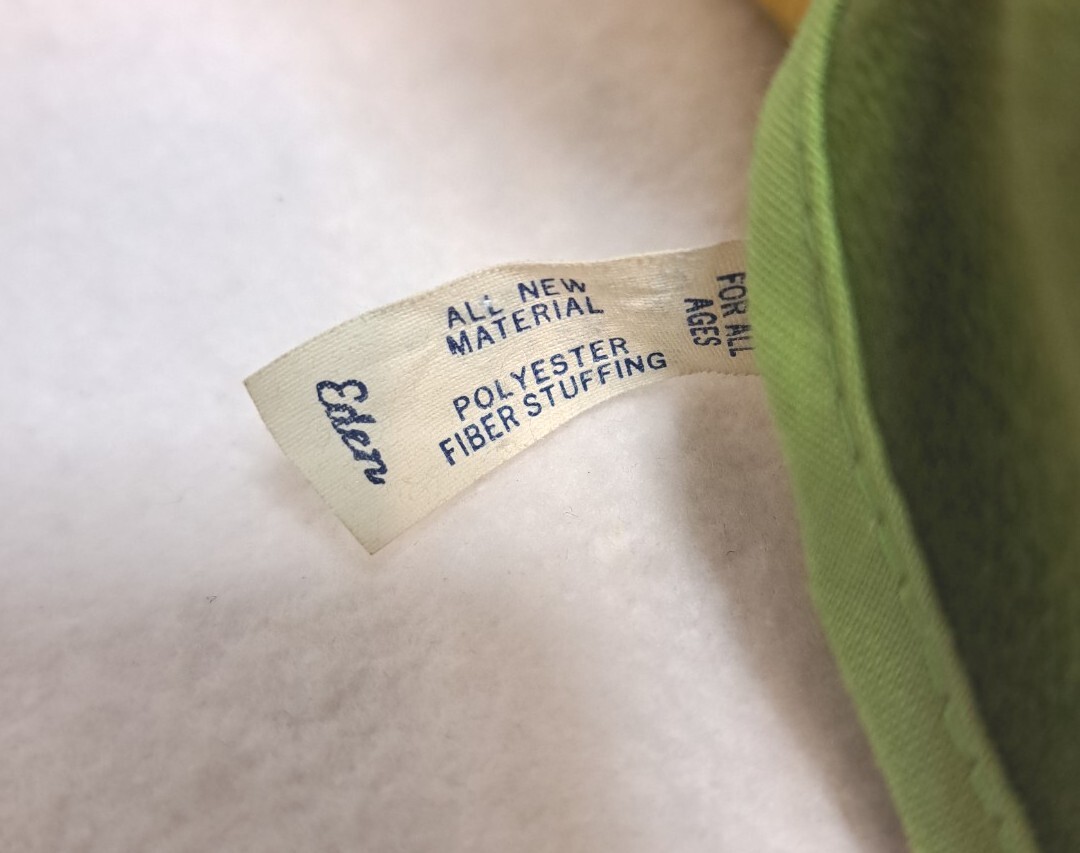 Eden
ALL NEW
MATERIAL
POLYESTER
FIBER STUFFING
FOR ALL
AGES